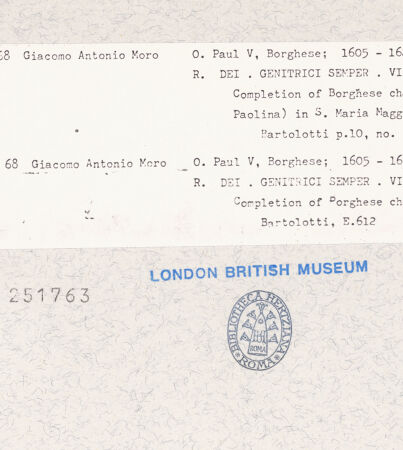 68 Giacomo Antonio Moro O. Paul V, Borghese; 1605 - 16
R. DEI . GENITRICI SEMPER . VI
Completion of Borghese ch
Paolina) in S. Maria Magg
Bartolotti p.10, no.
68 Giacomo Antonio Moro O. Paul V, Borghese; 1605 - 16
R. DEI . GENITRICI SEMPER . VI
Completion of Borghese ch
Bartolotti, E.612
LONDON BRITISH MUSEUM
251763
BIBLIOTHECA HERTZIANA
ROMA
ROMA